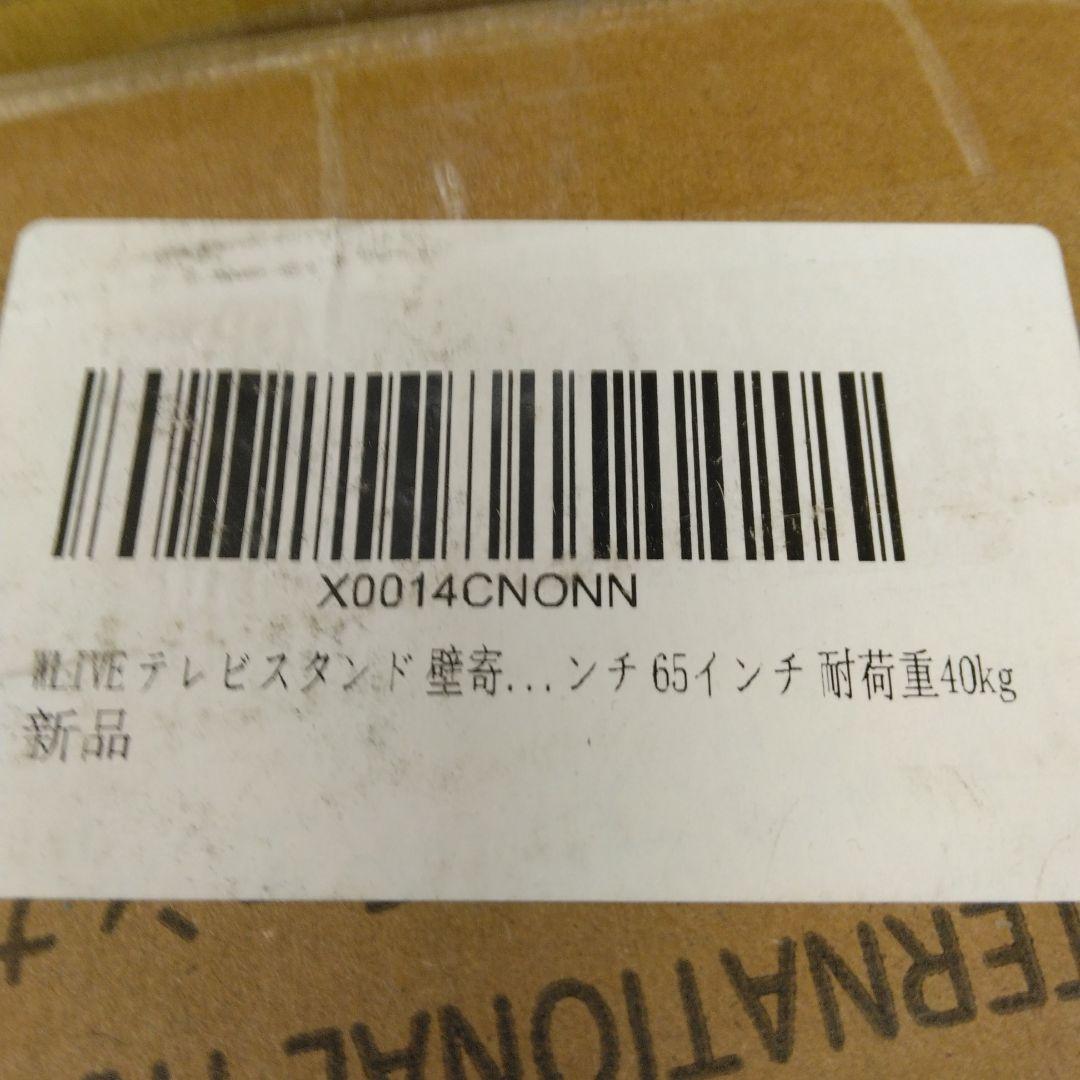 X0014CNONN
WLIVE テレビスタンド 壁寄...ンチ 65インチ 耐荷重40kg
新品
INTERNATIONAL